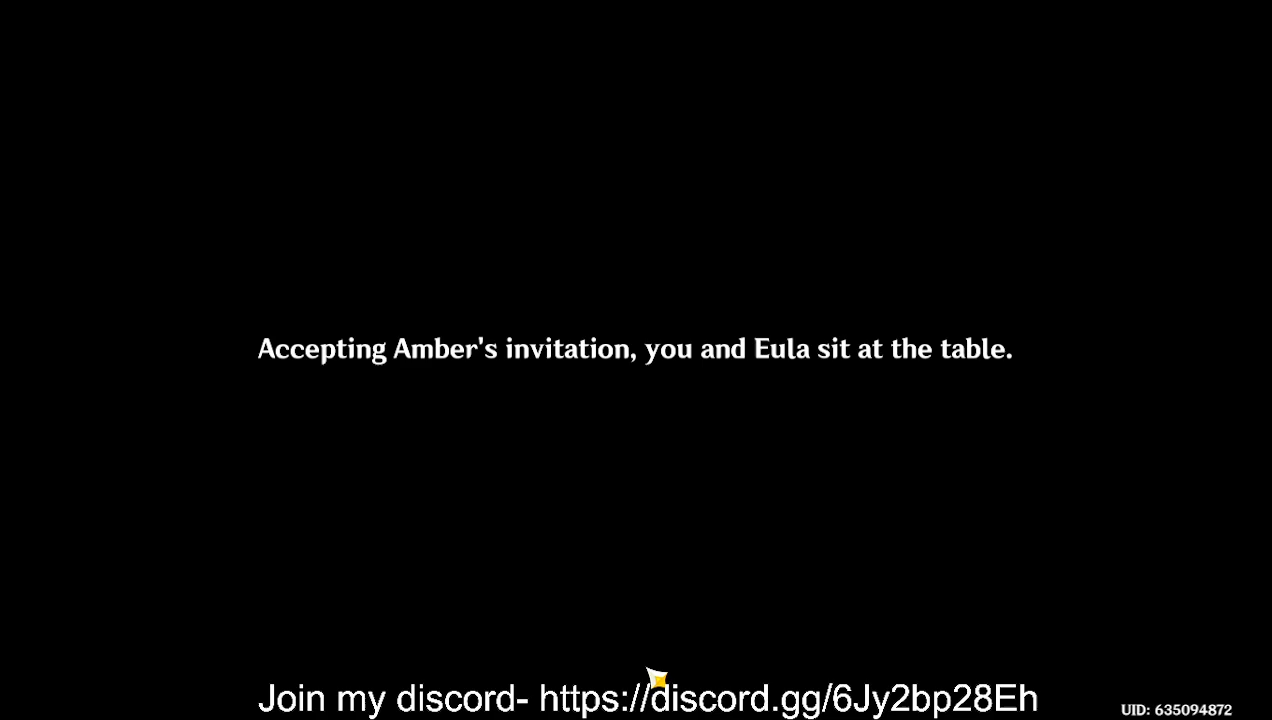 Accepting Amber's invitation, you and Eula sit at the table.
Join my discord- https://discord.gg/6Jy2bp28Eh
UID: 635094872